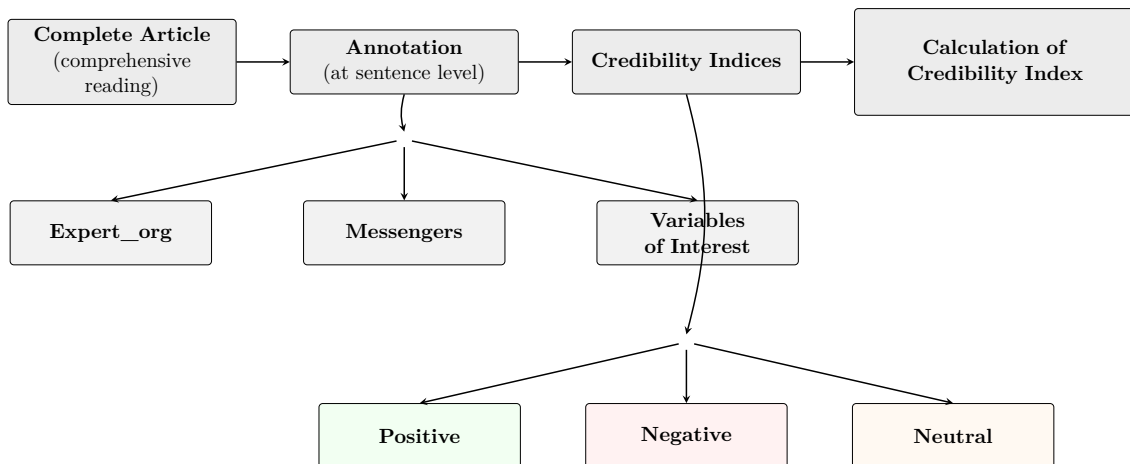 Complete Article
(comprehensive
reading)
Annotation
(at sentence level)
Credibility Indices
Calculation of
Credibility Index
Expert_org
Messengers
Variables
of Interest
Positive
Negative
Neutral